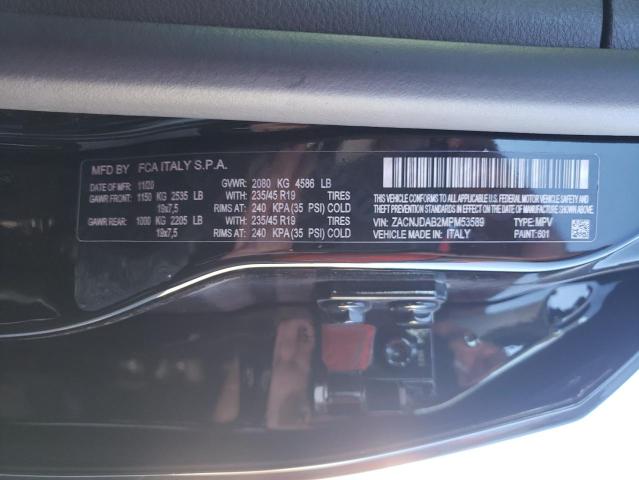 MFD BY FCA ITALY S.P.A.
DATE OF MFR: 11/20 GVWR: 2080 KG 4586 LB
GAWR FRONT: 1150 KG 2535 LB WITH: 235/45 R19 TIRES
19x7,5 RIMS AT: 240 KPA (35 PSI) COLD
GAWR REAR: 1000 KG 2205 LB WITH: 235/45 R19 TIRES
19x7,5 RIMS AT: 240 KPA (35 PSI) COLD
THIS VEHICLE CONFORMS TO ALL APPLICABLE U.S. FEDERAL MOTOR VEHICLE
SAFETY, BUMPER, AND THEFT PREVENTION STANDARDS IN EFFECT ON THE DATE
OF MANUFACTURE SHOWN ABOVE.
VIN: ZACNJDAB2MPM53589 TYPE: MPV
VEHICLE MADE IN: ITALY PAINT: 601